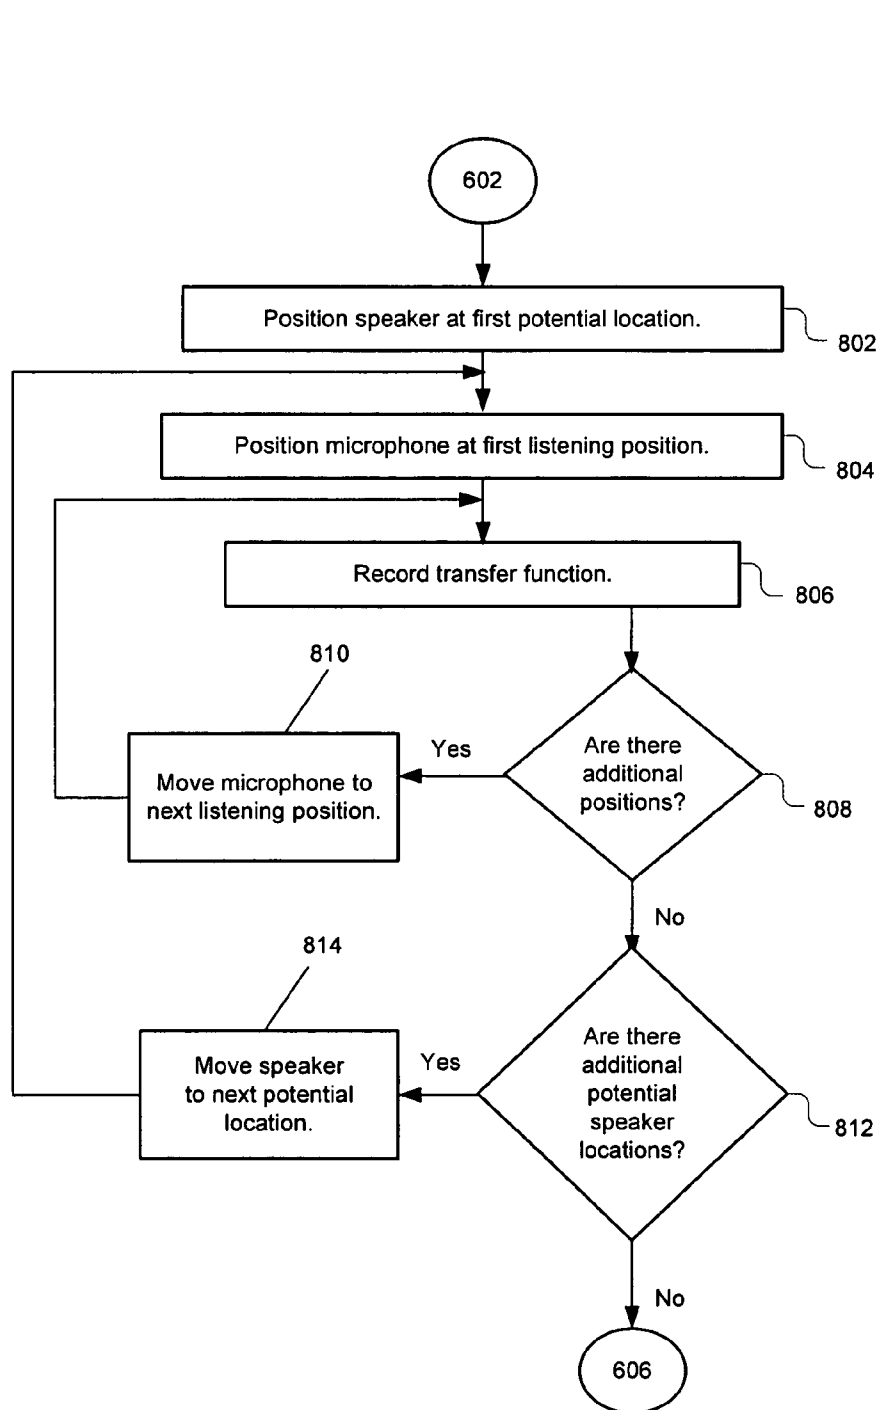 602
Position speaker at first potential location.
802
Position microphone at first listening position.
804
Record transfer function.
806
810
Move microphone to
next listening position.
Yes
Are there
additional
positions?
808
No
814
Move speaker
to next potential
location.
Yes
Are there
additional
potential
speaker
locations?
812
No
606